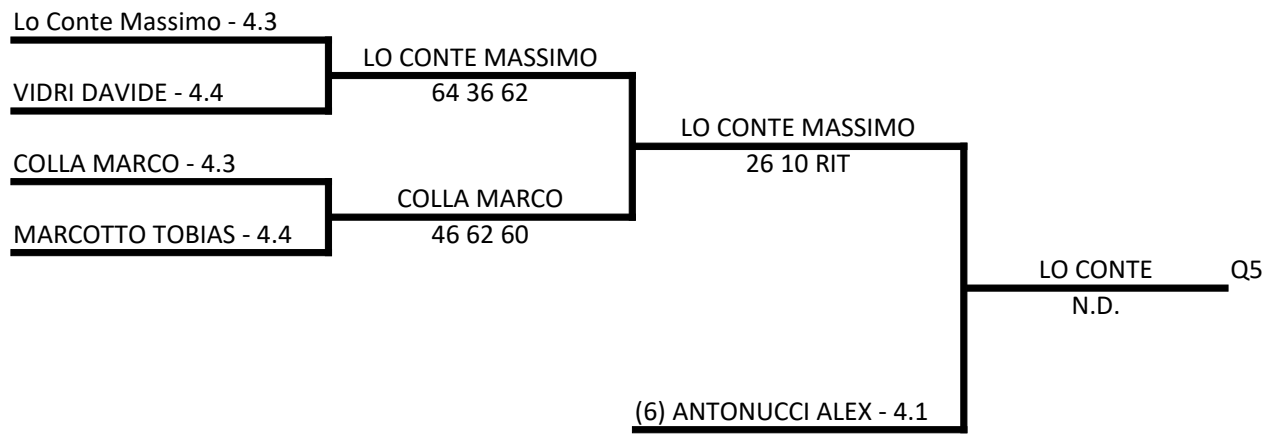 Lo Conte Massimo - 4.3
LO CONTE MASSIMO
VIDRI DAVIDE - 4.4
64 36 62
LO CONTE MASSIMO
COLLA MARCO - 4.3
26 10 RIT
COLLA MARCO
MARCOTTO TOBIAS - 4.4
46 62 60
LO CONTE
Q5
N.D.
(6) ANTONUCCI ALEX - 4.1